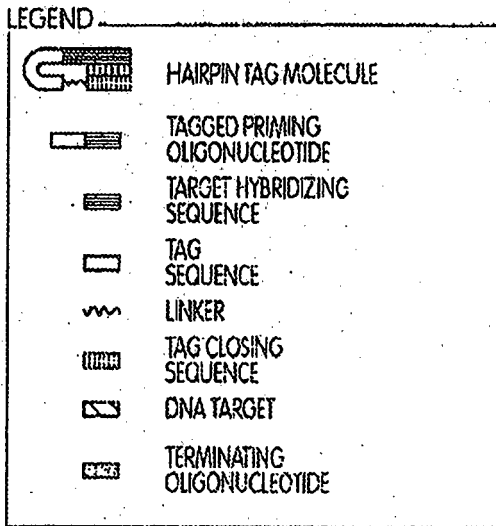 LEGEND
HAIRPIN TAG MOLECULE
TAGGED PRIMING
OLIGONUCLEOTIDE
TARGET HYBRIDIZING
SEQUENCE
TAG
SEQUENCE
LINKER
TAG CLOSING
SEQUENCE
DNA TARGET
TERMINATING
OLIGONUCLEOTIDE